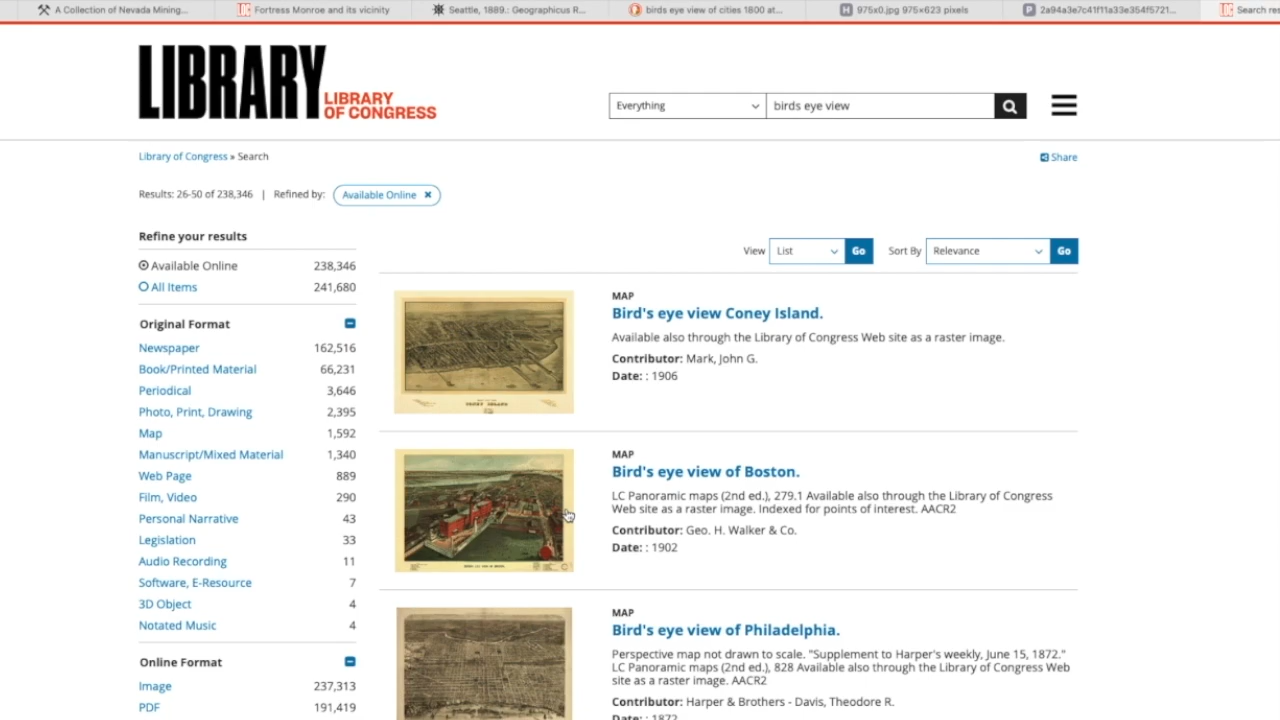 A Collection of Nevada Mining...
Fortress Monroe and its vicinity
Seattle, 1889.: Geographicus R...
birds eye view of cities 1800 at...
975x0.jpg 975×623 pixels
2a94a3e7c41f11a33e354f5721...
Search res
LIBRARY
LIBRARY
OF CONGRESS
Everything
birds eye view
Library of Congress » Search
Share
Results: 26-50 of 238,346 | Refined by: Available Online ×
Refine your results
View List Go Sort By Relevance Go
Available Online 238,346
All Items 241,680
Original Format
Newspaper 162,516
Book/Printed Material 66,231
Periodical 3,646
Photo, Print, Drawing 2,395
Map 1,592
Manuscript/Mixed Material 1,340
Web Page 889
Film, Video 290
Personal Narrative 43
Legislation 33
Audio Recording 11
Software, E-Resource 7
3D Object 4
Notated Music 4
Online Format
Image 237,313
PDF 191,419
MAP
Bird's eye view Coney Island.
Available also through the Library of Congress Web site as a raster image.
Contributor: Mark, John G.
Date: : 1906
MAP
Bird's eye view of Boston.
LC Panoramic maps (2nd ed.), 279.1 Available also through the Library of Congress
Web site as a raster image. Indexed for points of interest. AACR2
Contributor: Geo. H. Walker & Co.
Date: : 1902
MAP
Bird's eye view of Philadelphia.
Perspective map not drawn to scale. "Supplement to Harper's weekly, June 15, 1872."
LC Panoramic maps (2nd ed.), 828 Available also through the Library of Congress Web
site as a raster image. AACR2
Contributor: Harper & Brothers - Davis, Theodore R.
Date: : 1872